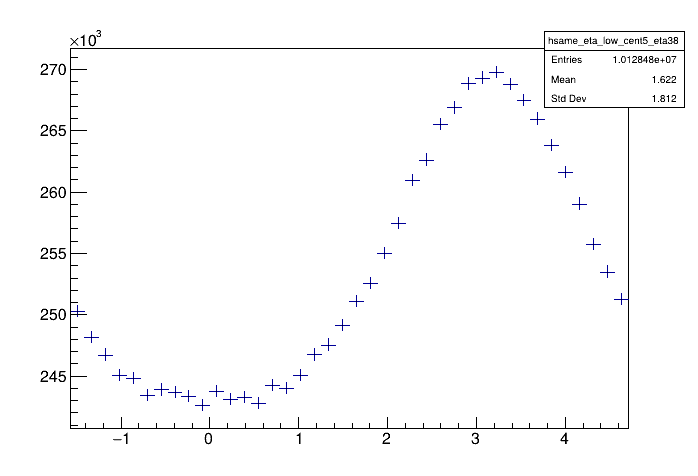 ×10³
hsame_eta_low_cent5_eta38
Entries 1.012848e+07
Mean 1.622
Std Dev 1.812
270
265
260
255
250
245
−1 0 1 2 3 4